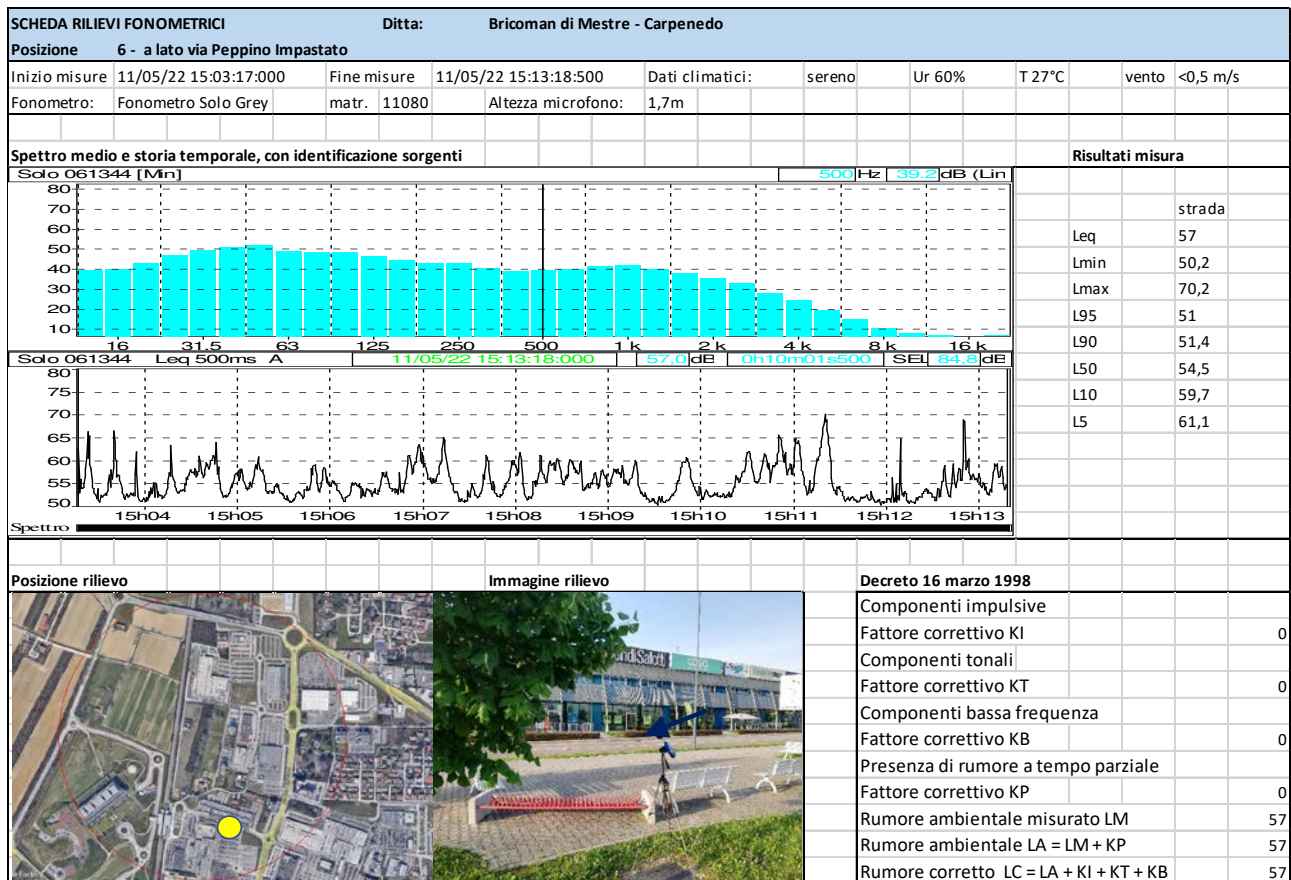 SCHEDA RILIEVI FONOMETRICI Ditta: Bricoman di Mestre - Carpenedo
Posizione 6 - a lato via Peppino Impastato
Inizio misure 11/05/22 15:03:17:000 Fine misure 11/05/22 15:13:18:500 Dati climatici: sereno Ur 60% T 27°C vento <0,5 m/s
Fonometro: Fonometro Solo Grey matr. 11080 Altezza microfono: 1,7m
Spettro medio e storia temporale, con identificazione sorgenti Risultati misura
Solo 061344 [Min] 500 Hz 39.2 dB (Lin
80
70
60
50
40
30
20
10
16 31.5 63 125 250 500 1 k 2 k 4 k 8 k 16 k
Solo 061344 Leq 500ms A 11/05/22 15:13:18:000 57,0 dB 0h10m01s500 SEL 84,8 dB
80
75
70
65
60
55
50
15h04 15h05 15h06 15h07 15h08 15h09 15h10 15h11 15h12 15h13
Spettro
strada
Leq 57
Lmin 50,2
Lmax 70,2
L95 51
L90 51,4
L50 54,5
L10 59,7
L5 61,1
Posizione rilievo Immagine rilievo Decreto 16 marzo 1998
Componenti impulsive
Fattore correttivo KI 0
Componenti tonali
Fattore correttivo KT 0
Componenti bassa frequenza
Fattore correttivo KB 0
Presenza di rumore a tempo parziale
Fattore correttivo KP 0
Rumore ambientale misurato LM 57
Rumore ambientale LA = LM + KP 57
Rumore corretto LC = LA + KI + KT + KB 57